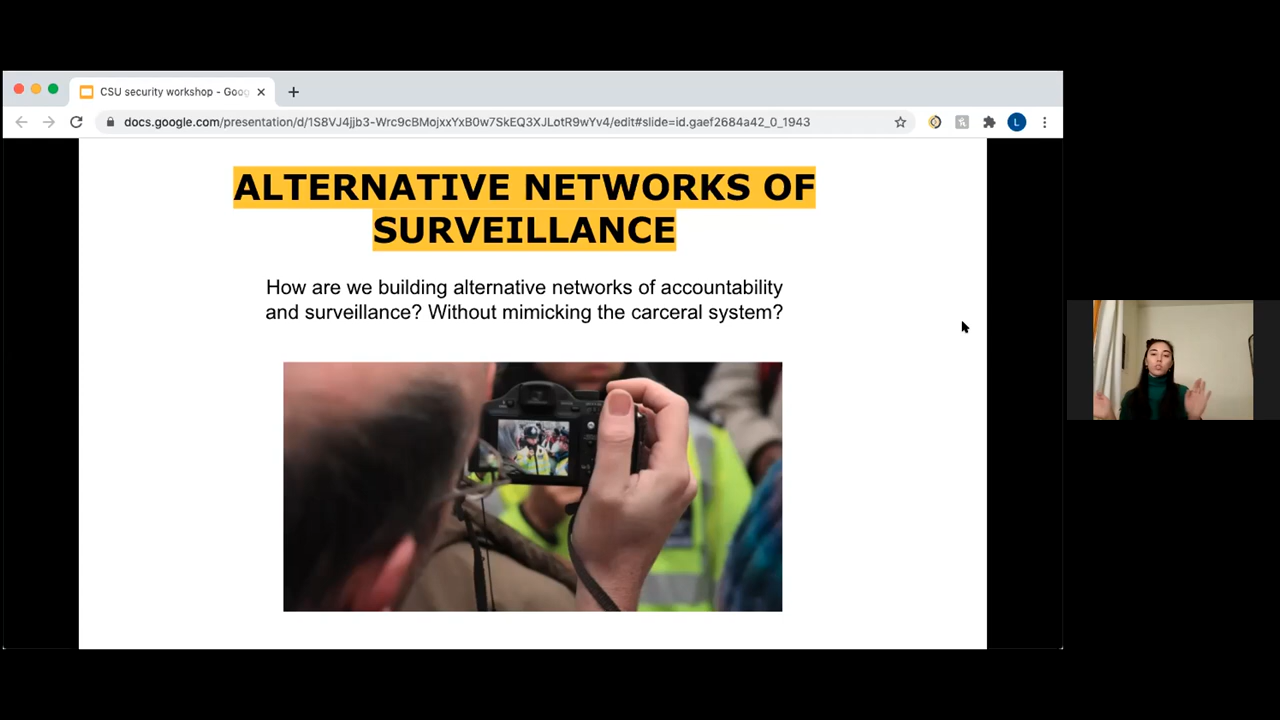 CSU security workshop - Goog
docs.google.com/presentation/d/1S8VJ4jjb3-Wrc9cBMojxxYxB0w7SkEQ3XJLotR9wYv4/edit#slide=id.gaef2684a42_0_1943
L
ALTERNATIVE NETWORKS OF
SURVEILLANCE
How are we building alternative networks of accountability
and surveillance? Without mimicking the carceral system?